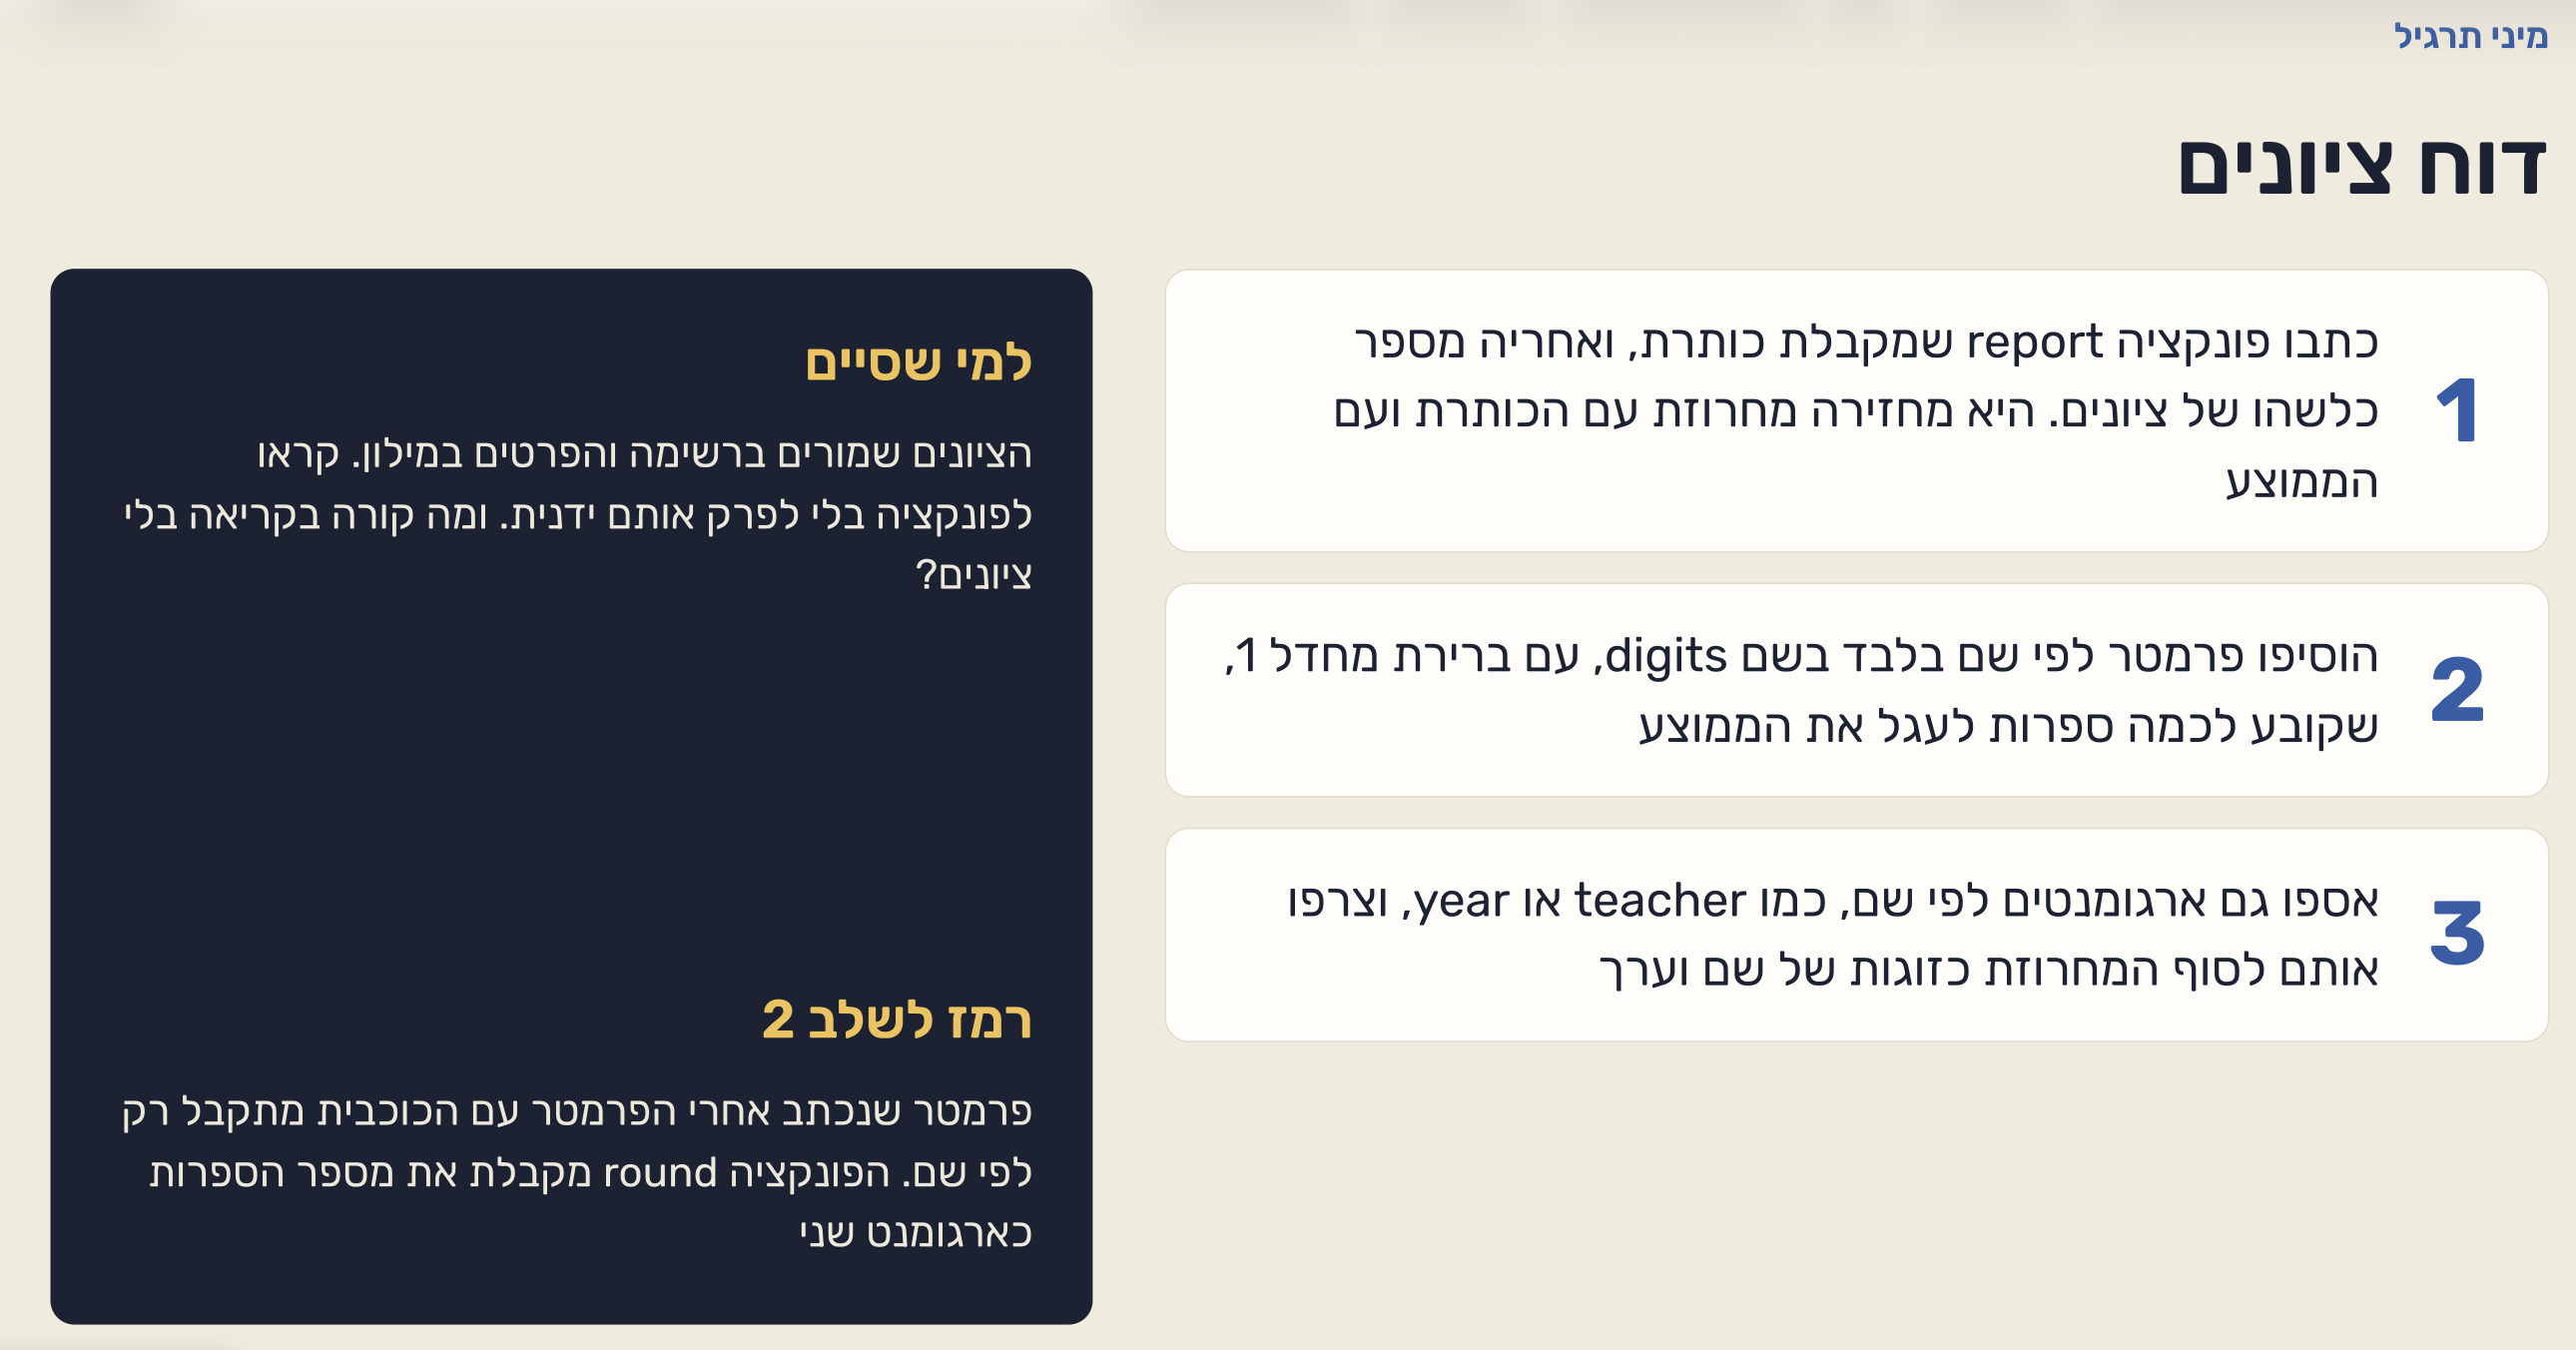 מיני תרגיל
דוח ציונים
1
כתבו פונקציה report שמקבלת כותרת, ואחריה מספר
כלשהו של ציונים. היא מחזירה מחרוזת עם הכותרת ועם
הממוצע
2
הוסיפו פרמטר לפי שם בלבד בשם digits, עם ברירת מחדל 1,
שקובע לכמה ספרות לעגל את הממוצע
3
אספו גם ארגומנטים לפי שם, כמו teacher או year, וצרפו
אותם לסוף המחרוזת כזוגות של שם וערך
למי שסיים
הציונים שמורים ברשימה והפרטים במילון. קראו
לפונקציה בלי לפרק אותם ידנית. ומה קורה בקריאה בלי
ציונים?
רמז לשלב 2
פרמטר שנכתב אחרי הפרמטר עם הכוכבית מתקבל רק
לפי שם. הפונקציה round מקבלת את מספר הספרות
כארגומנט שני